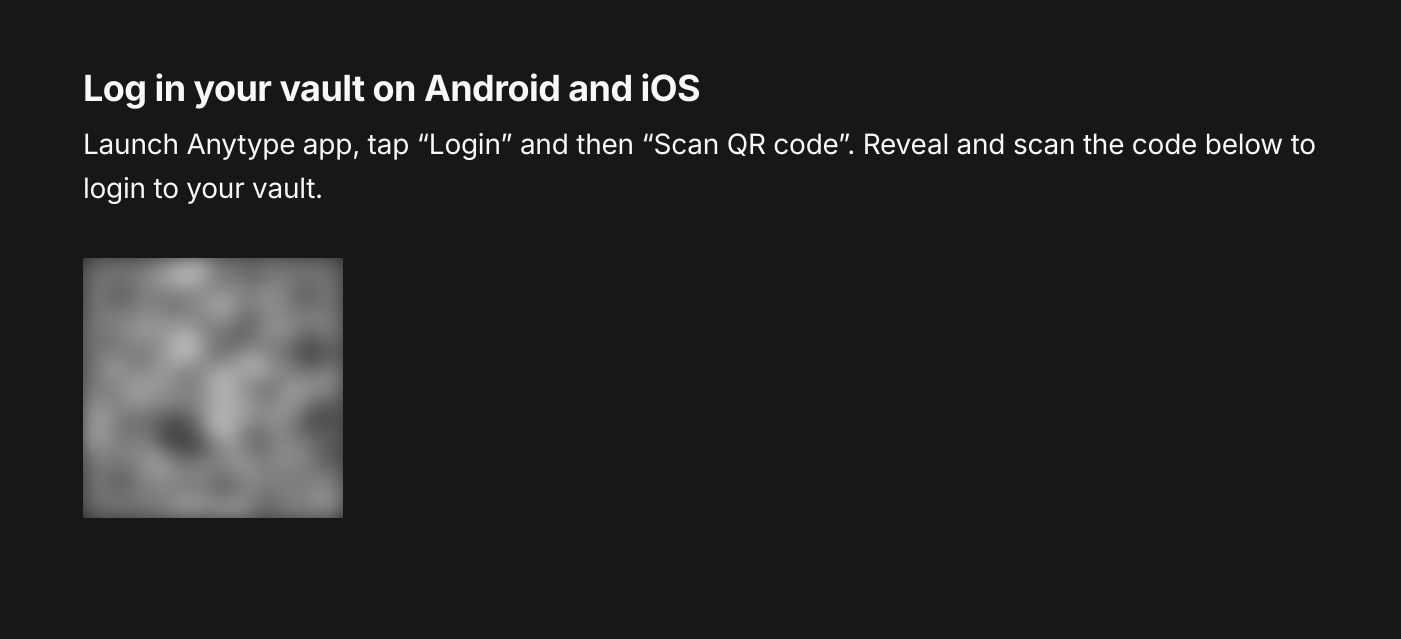 Log in your vault on Android and iOS
Launch Anytype app, tap “Login” and then “Scan QR code”. Reveal and scan the code below to
login to your vault.